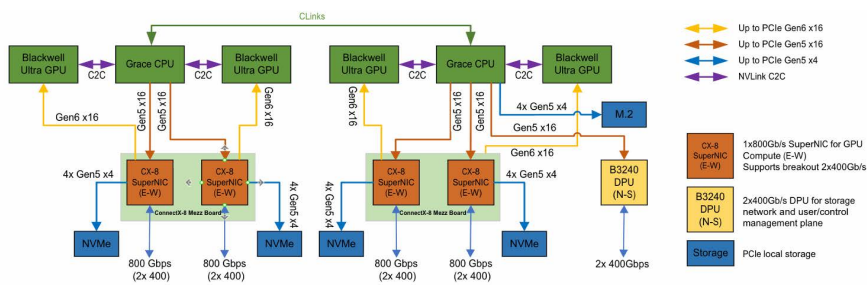 CLinks
Blackwell
Ultra GPU
C2C
Grace CPU
C2C
Blackwell
Ultra GPU
Blackwell
Ultra GPU
C2C
Grace CPU
C2C
Blackwell
Ultra GPU
Up to PCIe Gen6 x16
Up to PCIe Gen5 x16
Up to PCIe Gen5 x4
NVLink C2C
Gen6 x16
Gen5 x16
Gen5 x16
Gen6 x16
Gen6 x16
Gen5 x16
Gen5 x16
4x Gen5 x4
M.2
Gen5 x16
Gen6 x16
4x Gen5 x4
CX-8
SuperNIC
(E-W)
CX-8
SuperNIC
(E-W)
ConnectX-8 Mezz Board
4x Gen5 x4
4x Gen5 x4
CX-8
SuperNIC
(E-W)
CX-8
SuperNIC
(E-W)
ConnectX-8 Mezz Board
4x Gen5 x4
B3240
DPU
(N-S)
NVMe
NVMe
NVMe
NVMe
800 Gbps
(2x 400)
800 Gbps
(2x 400)
800 Gbps
(2x 400)
800 Gbps
(2x 400)
2x 400Gbps
CX-8
SuperNIC
(E-W)
1x800Gb/s SuperNIC for GPU
Compute (E-W)
Supports breakout 2x400Gb/s
B3240
DPU
(N-S)
2x400Gb/s DPU for storage
network and user/control
management plane
Storage
PCIe local storage